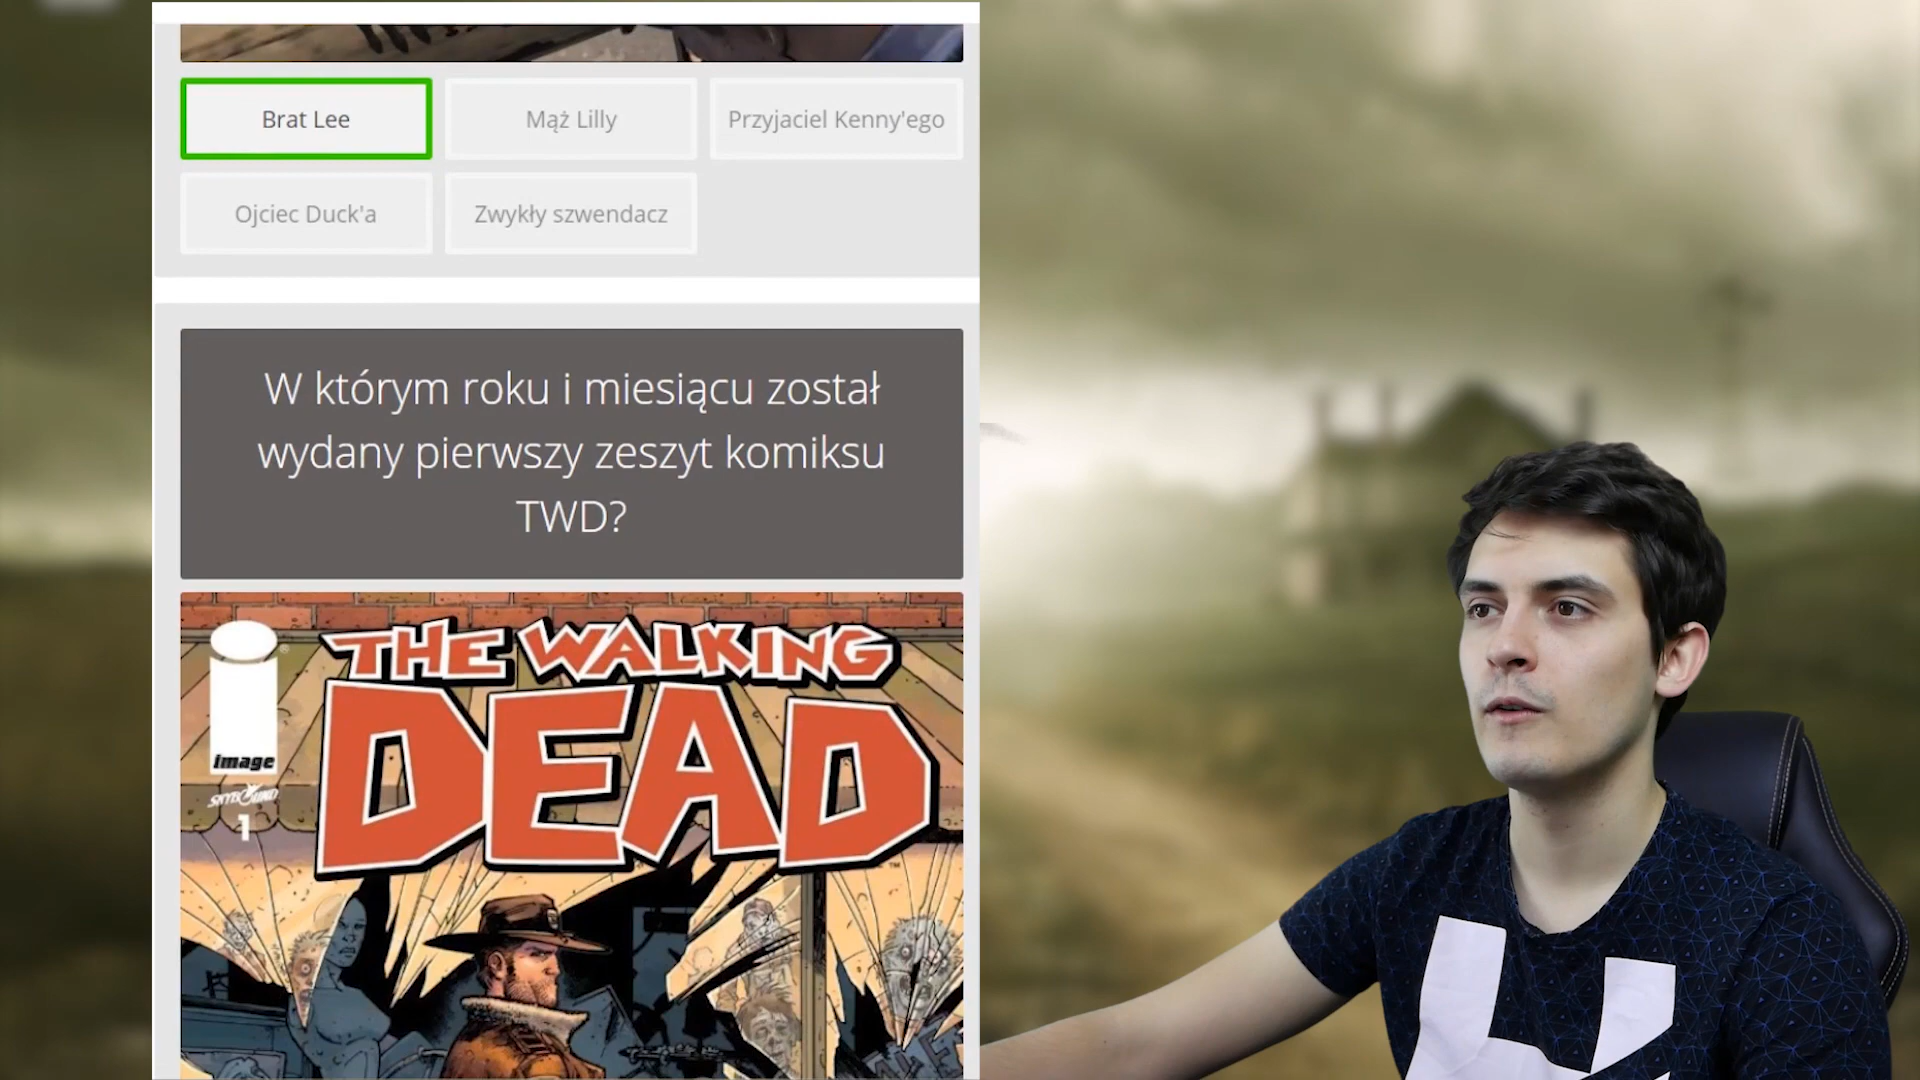 Brat Lee
Mąż Lilly
Przyjaciel Kenny'ego
Ojciec Duck'a
Zwykły szwendacz
W którym roku i miesiącu został
wydany pierwszy zeszyt komiksu
TWD?
THE WALKING
DEAD
image
SKYBOUND
1